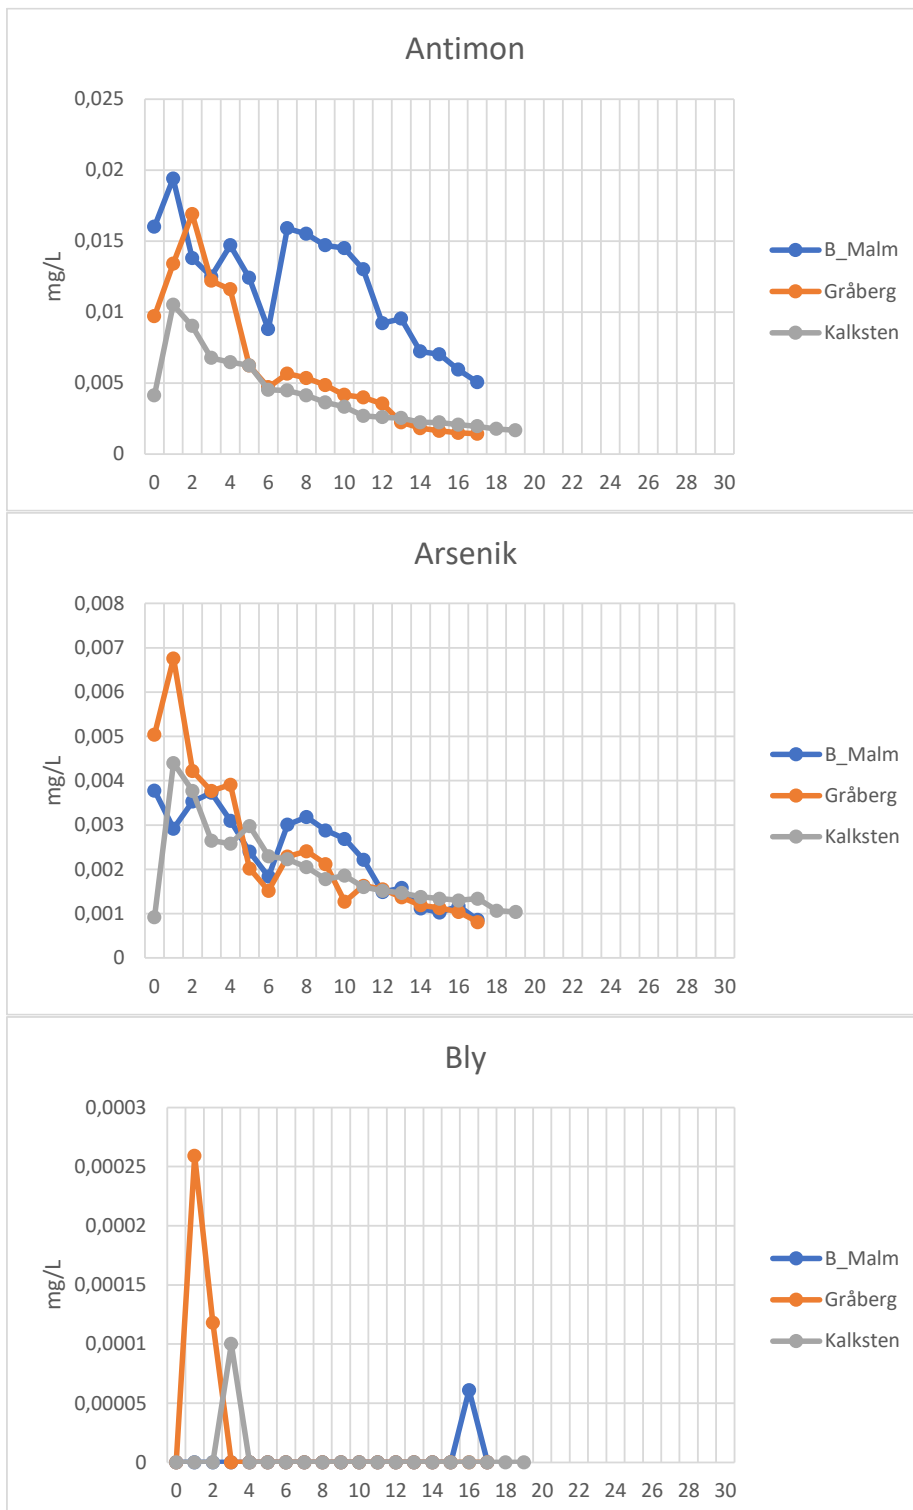 Antimon
0,025
0,02
0,015
0,01
0,005
0
mg/L
0 2 4 6 8 10 12 14 16 18 20 22 24 26 28 30
B_Malm
Gråberg
Kalksten
Arsenik
0,008
0,007
0,006
0,005
0,004
0,003
0,002
0,001
0
mg/L
0 2 4 6 8 10 12 14 16 18 20 22 24 26 28 30
B_Malm
Gråberg
Kalksten
Bly
0,0003
0,00025
0,0002
0,00015
0,0001
0,00005
0
mg/L
0 2 4 6 8 10 12 14 16 18 20 22 24 26 28 30
B_Malm
Gråberg
Kalksten